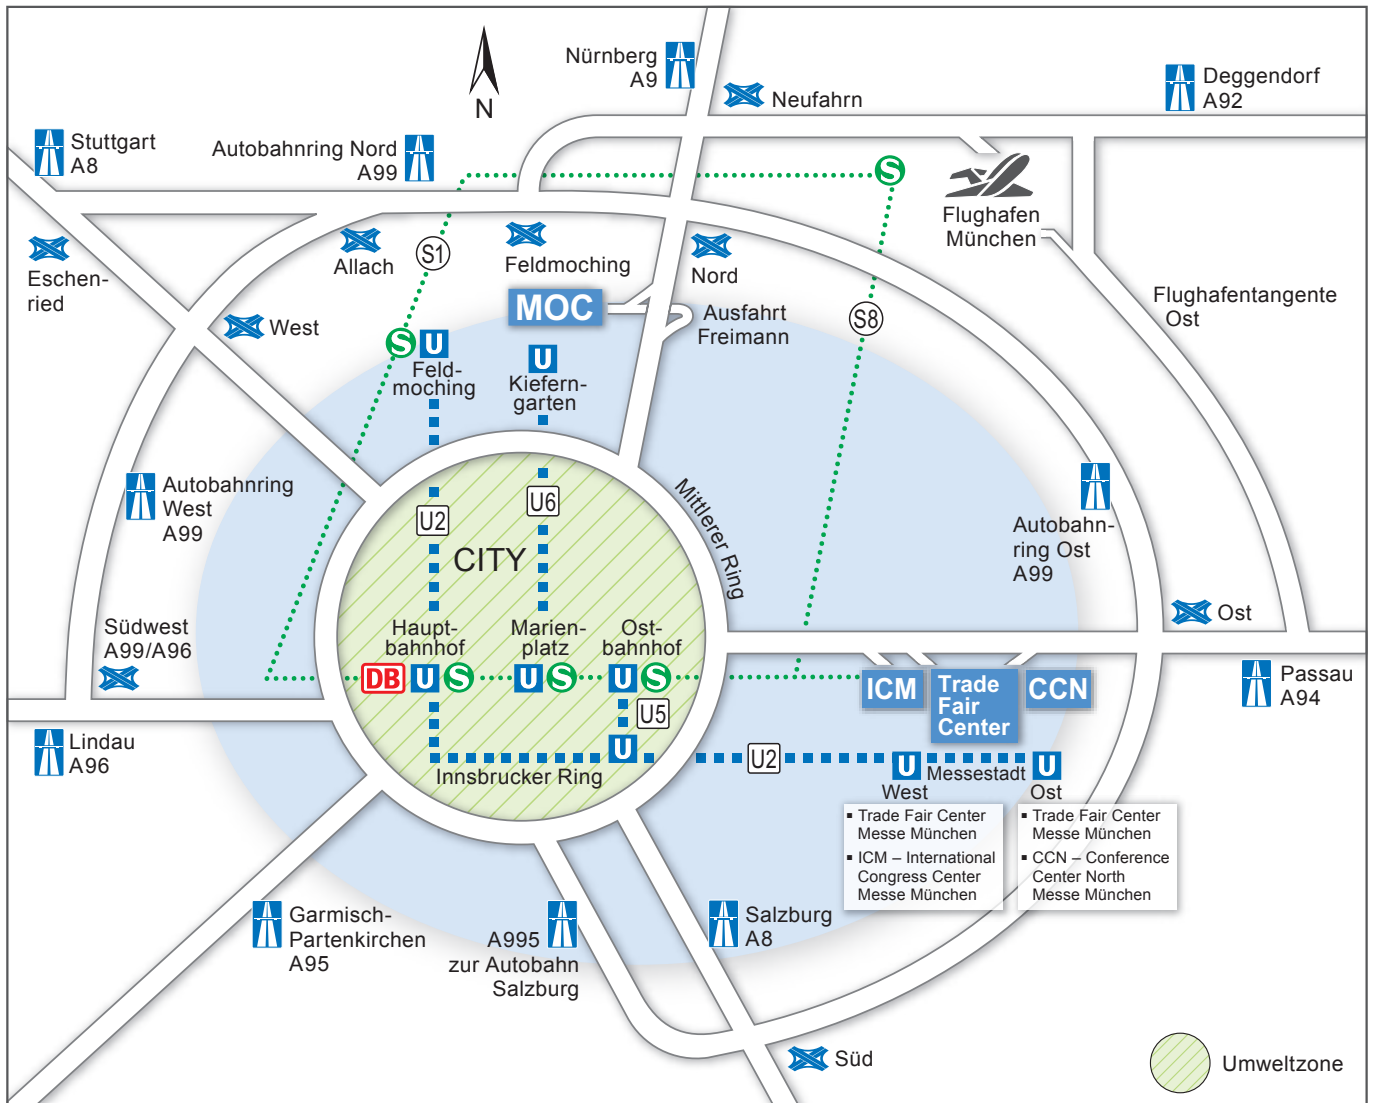 Nürnberg
A9
N
Neufahrn
Deggendorf
A92
Stuttgart
A8
Autobahnring Nord
A99
S
Flughafen
München
Eschen-
ried
Allach
S1
Feldmoching
Nord
MOC
Ausfahrt
Freimann
Flughafentangente
Ost
West
S8
S U
Feld-
moching
U
Kiefern-
garten
Autobahnring
West
A99
U2
U6
Mittlerer Ring
Autobahn-
ring Ost
A99
CITY
Südwest
A99/A96
Haupt-
bahnhof
DB U S
Marien-
platz
U S
Ost-
bahnhof
U S
Ost
ICM
Trade
Fair
Center
CCN
Passau
A94
U5
Lindau
A96
U
Innsbrucker Ring
U2
U
West
Messestadt
U
Ost
▪ Trade Fair Center
Messe München
▪ ICM – International
Congress Center
Messe München
▪ Trade Fair Center
Messe München
▪ CCN – Conference
Center North
Messe München
Garmisch-
Partenkirchen
A95
A995
zur Autobahn
Salzburg
Salzburg
A8
Süd
Umweltzone